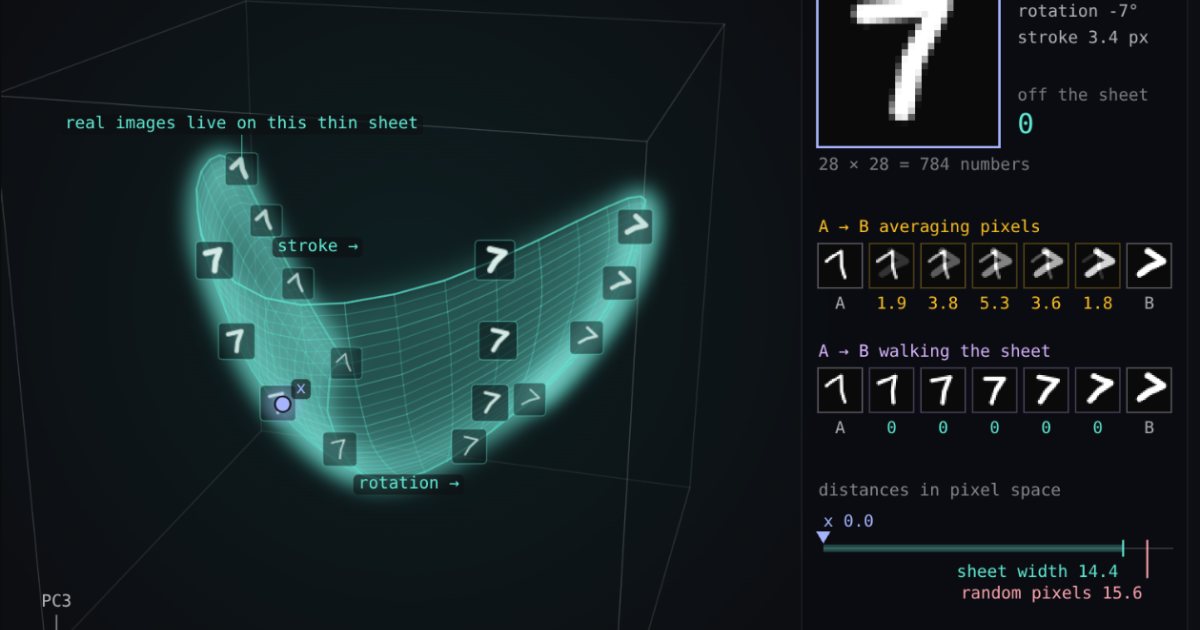 real images live on this thin sheet
stroke →
x
rotation →
PC3
rotation -7°
stroke 3.4 px
off the sheet
0
28 × 28 = 784 numbers
A → B averaging pixels
A 1.9 3.8 5.3 3.6 1.8 B
A → B walking the sheet
A 0 0 0 0 0 B
distances in pixel space
x 0.0
sheet width 14.4
random pixels 15.6